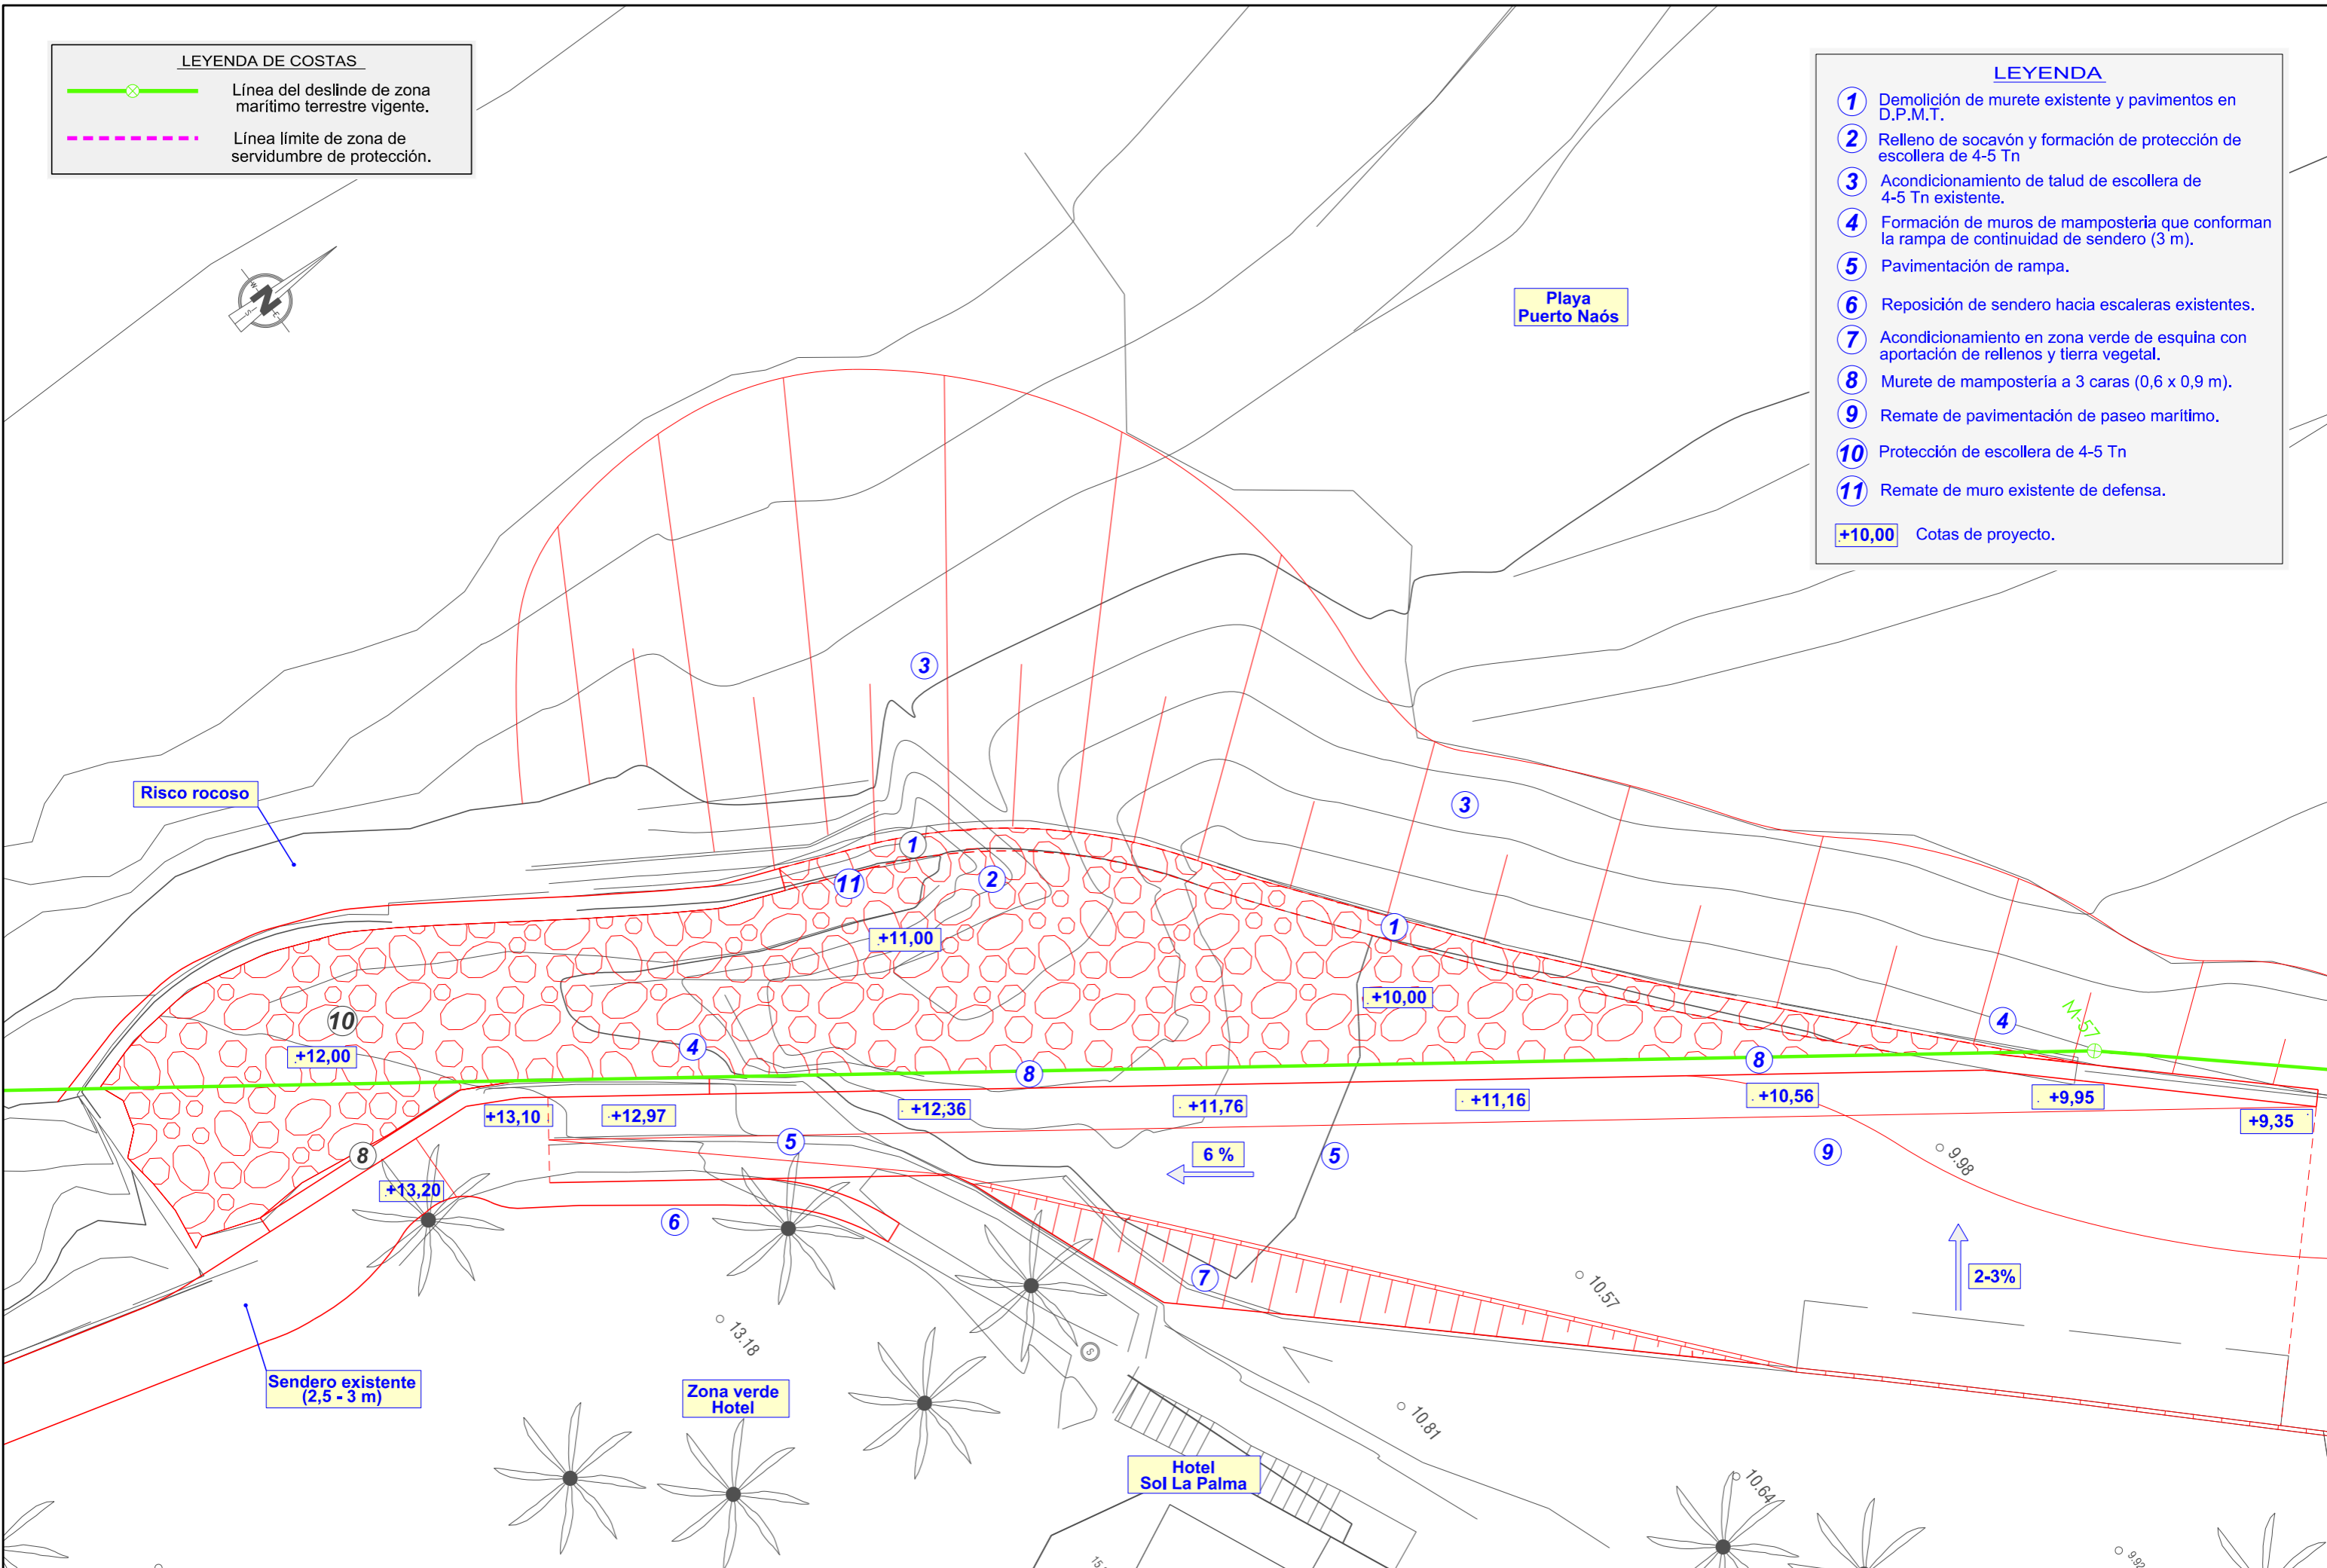 LEYENDA DE COSTAS
Línea del deslinde de zona
marítimo terrestre vigente.
Línea límite de zona de
servidumbre de protección.
LEYENDA
1 Demolición de murete existente y pavimentos en
D.P.M.T.
2 Relleno de socavón y formación de protección de
escollera de 4-5 Tn
3 Acondicionamiento de talud de escollera de
4-5 Tn existente.
4 Formación de muros de mamposteria que conforman
la rampa de continuidad de sendero (3 m).
5 Pavimentación de rampa.
6 Reposición de sendero hacia escaleras existentes.
7 Acondicionamiento en zona verde de esquina con
aportación de rellenos y tierra vegetal.
8 Murete de mampostería a 3 caras (0,6 x 0,9 m).
9 Remate de pavimentación de paseo marítimo.
10 Protección de escollera de 4-5 Tn
11 Remate de muro existente de defensa.
+10,00 Cotas de proyecto.
W
N
S
E
Playa
Puerto Naós
3
Risco rocoso
3
1
11
2
1
+11,00
+10,00
10
4
M-57
+12,00
4
8
8
+13,10
+12,97
+12,36
+11,76
+11,16
+10,56
+9,95
+9,35
5
6 %
5
9
9.98
8
+13,20
6
7
2-3%
10.57
13.18
S
Sendero existente
(2,5 - 3 m)
Zona verde
Hotel
10.81
Hotel
Sol La Palma
10.64
9.92